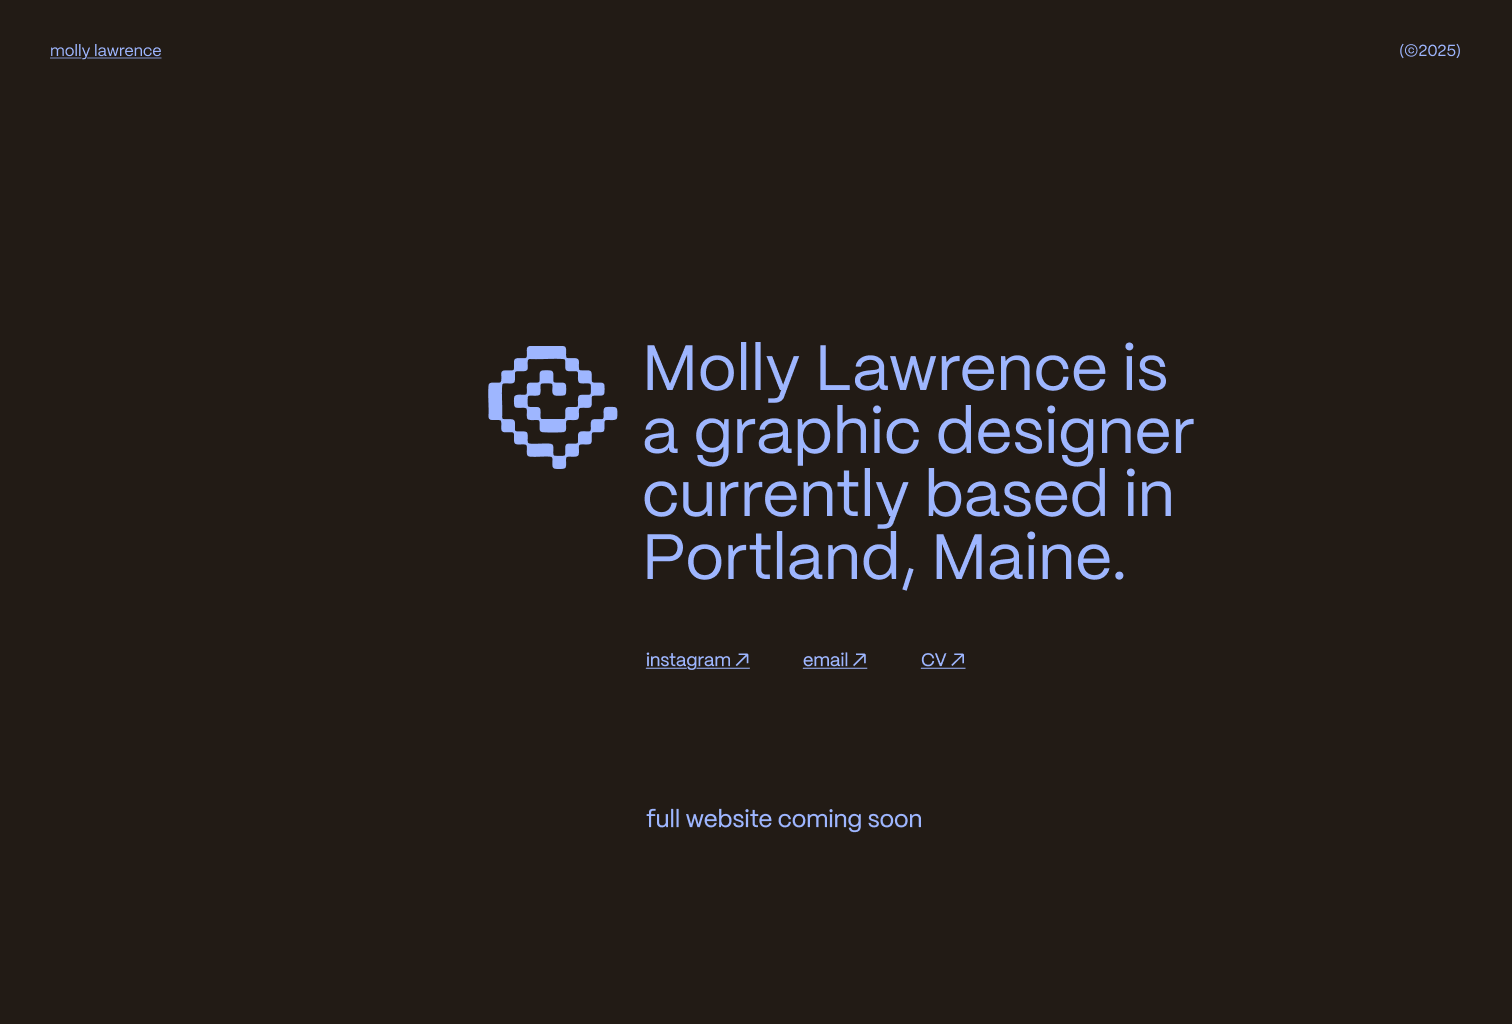 molly lawrence
(©2025)
Molly Lawrence is
a graphic designer
currently based in
Portland, Maine.
instagram ↗ email ↗ CV ↗
full website coming soon